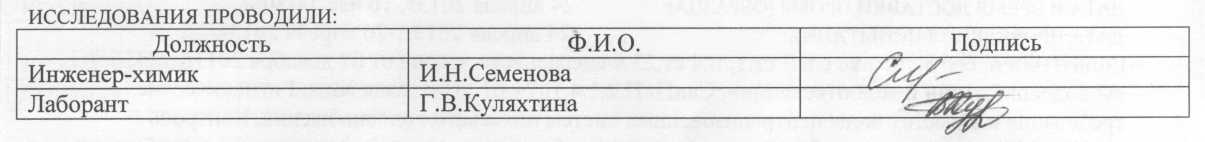 ИССЛЕДОВАНИЯ ПРОВОДИЛИ:
Должность Ф.И.О. Подпись
Инженер-химик И.Н.Семенова
Лаборант Г.В.Куляхтина